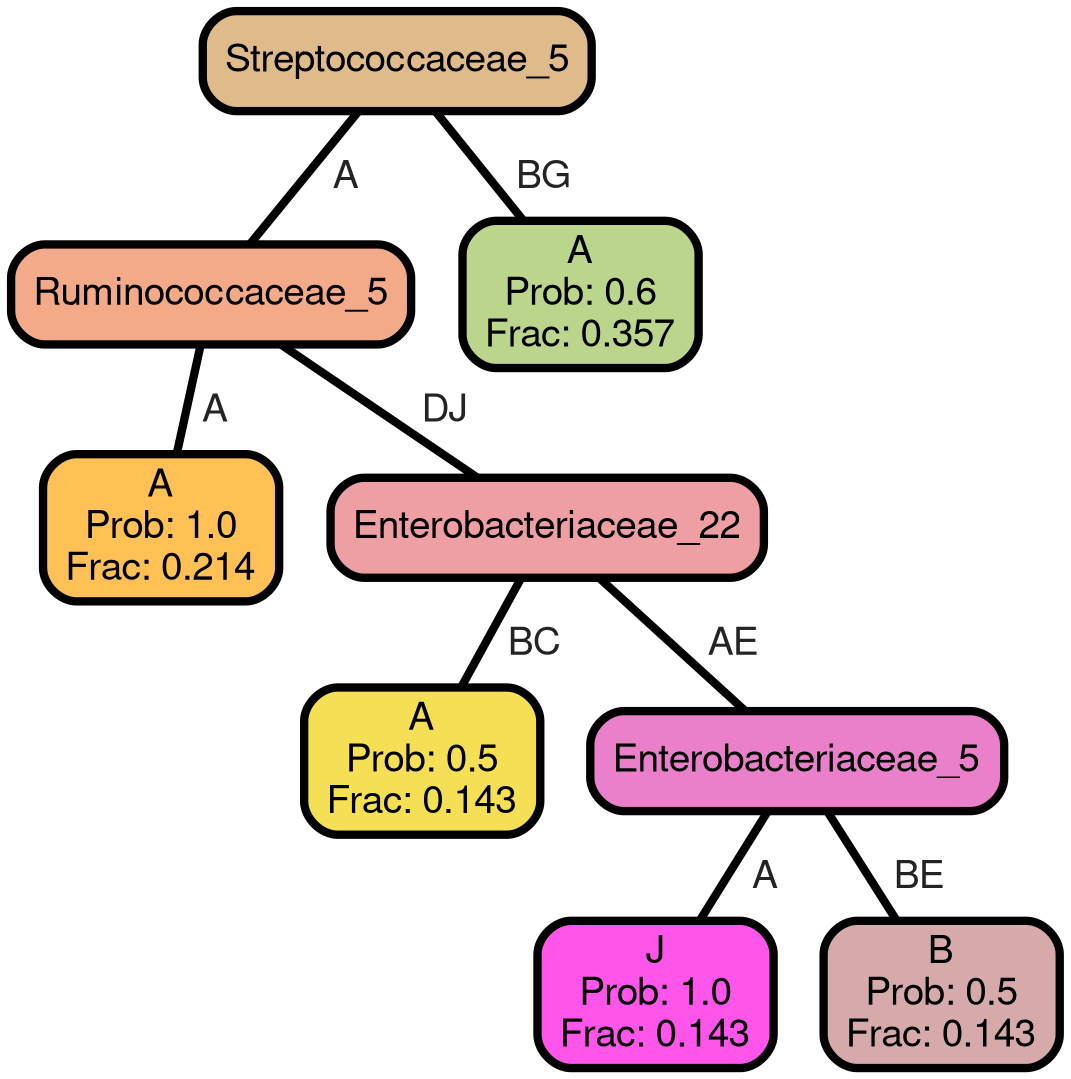 Streptococcaceae_5
A
BG
A
Prob: 0.6
Frac: 0.357
Ruminococcaceae_5
A
DJ
A
Prob: 1.0
Frac: 0.214
Enterobacteriaceae_22
BC
AE
A
Prob: 0.5
Frac: 0.143
Enterobacteriaceae_5
A
BE
J
Prob: 1.0
Frac: 0.143
B
Prob: 0.5
Frac: 0.143